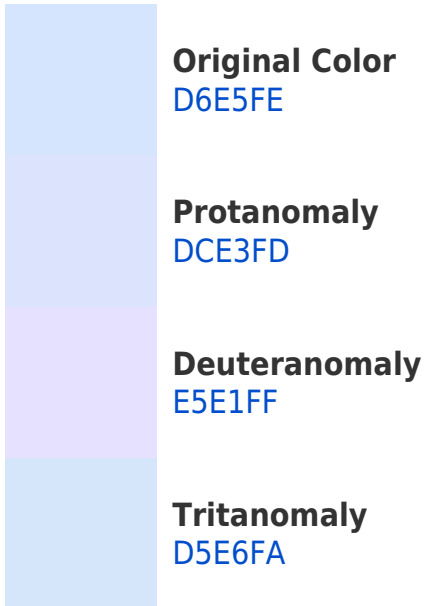 Original Color
D6E5FE
Protanomaly
DCE3FD
Deuteranomaly
E5E1FF
Tritanomaly
D5E6FA